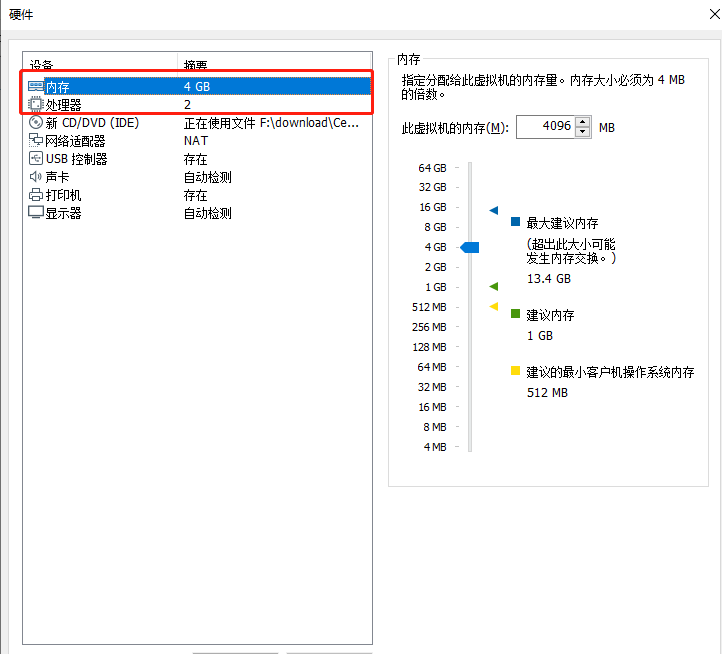 硬件
设备 摘要
内存 4 GB
处理器 2
新 CD/DVD (IDE) 正在使用文件 F:\download\Ce...
网络适配器 NAT
USB 控制器 存在
声卡 自动检测
打印机 存在
显示器 自动检测
内存
指定分配给此虚拟机的内存量。内存大小必须为 4 MB
的倍数。
此虚拟机的内存(M): 4096 MB
64 GB
32 GB
16 GB
8 GB
4 GB
2 GB
1 GB
512 MB
256 MB
128 MB
64 MB
32 MB
16 MB
8 MB
4 MB
最大建议内存
(超出此大小可能
发生内存交换。)
13.4 GB
建议内存
1 GB
建议的最小客户机操作系统内存
512 MB